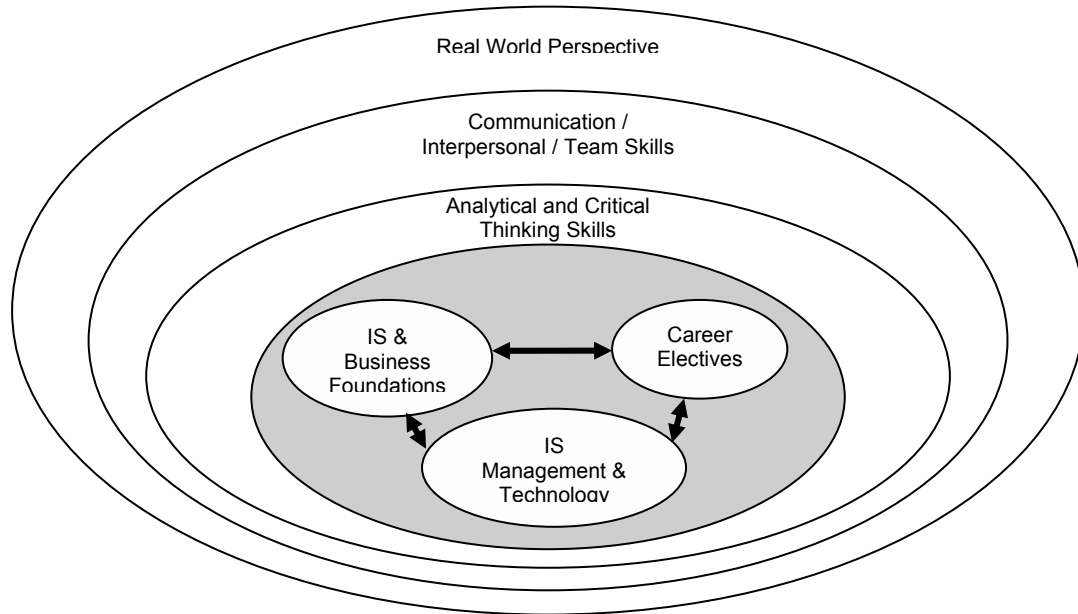 Real World Perspective
Communication /
Interpersonal / Team Skills
Analytical and Critical
Thinking Skills
IS &
Business
Foundations
Career
Electives
IS
Management &
Technology